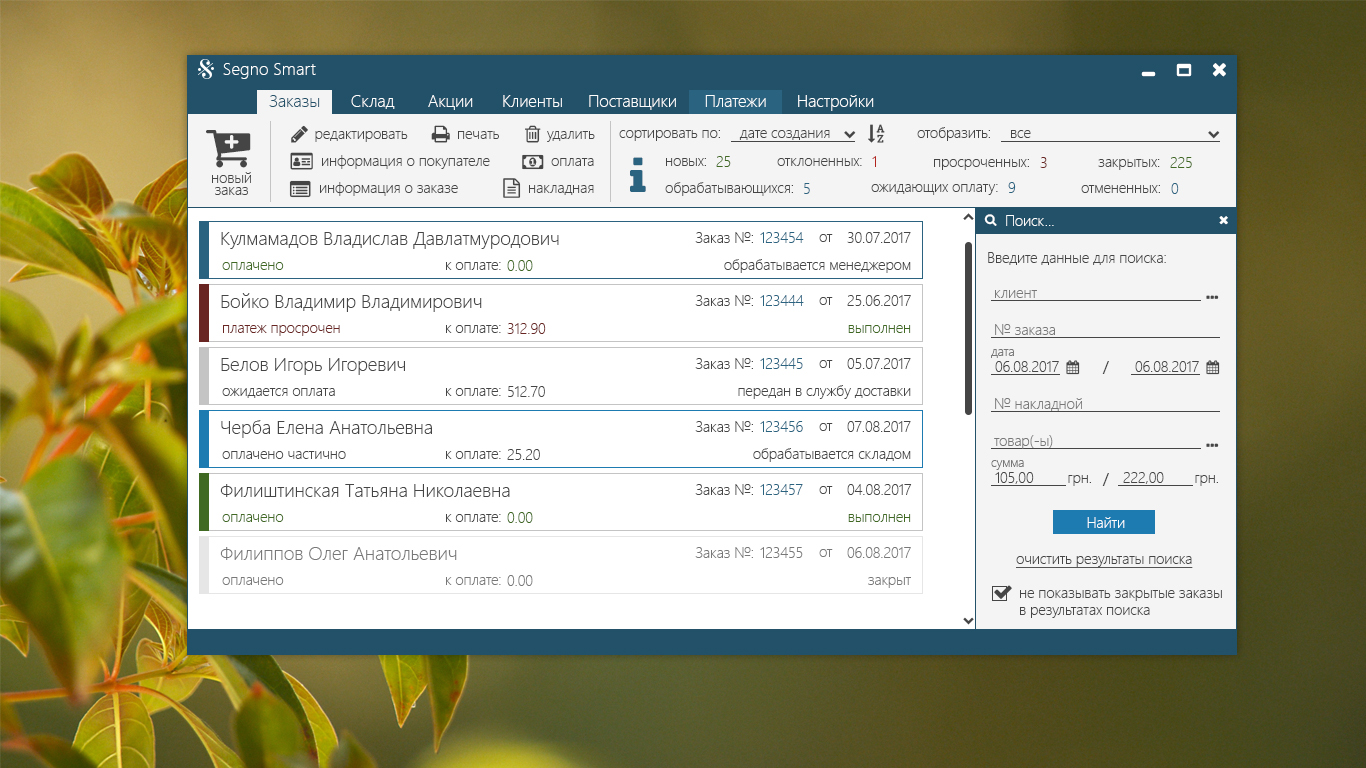 Segno Smart
Заказы Склад Акции Клиенты Поставщики Платежи Настройки
новый
заказ
редактировать печать удалить
информация о покупателе оплата
информация о заказе накладная
сортировать по: дате создания отобразить: все
новых: 25 отклоненных: 1 просроченных: 3 закрытых: 225
обрабатывающихся: 5 ожидающих оплату: 9 отмененных: 0
Кулмамадов Владислав Давлатмуродович Заказ №: 123454 от 30.07.2017
оплачено к оплате: 0.00 обрабатывается менеджером
Бойко Владимир Владимирович Заказ №: 123444 от 25.06.2017
платеж просрочен к оплате: 312.90 выполнен
Белов Игорь Игоревич Заказ №: 123445 от 05.07.2017
ожидается оплата к оплате: 512.70 передан в службу доставки
Черба Елена Анатольевна Заказ №: 123456 от 07.08.2017
оплачено частично к оплате: 25.20 обрабатывается складом
Филиштинская Татьяна Николаевна Заказ №: 123457 от 04.08.2017
оплачено к оплате: 0.00 выполнен
Филиппов Олег Анатольевич Заказ №: 123455 от 06.08.2017
оплачено к оплате: 0.00 закрыт
Поиск...
Введите данные для поиска:
клиент
№ заказа
дата
06.08.2017 / 06.08.2017
№ накладной
товар(-ы)
сумма
105,00 грн. / 222,00 грн.
Найти
очистить результаты поиска
не показывать закрытые заказы
в результатах поиска